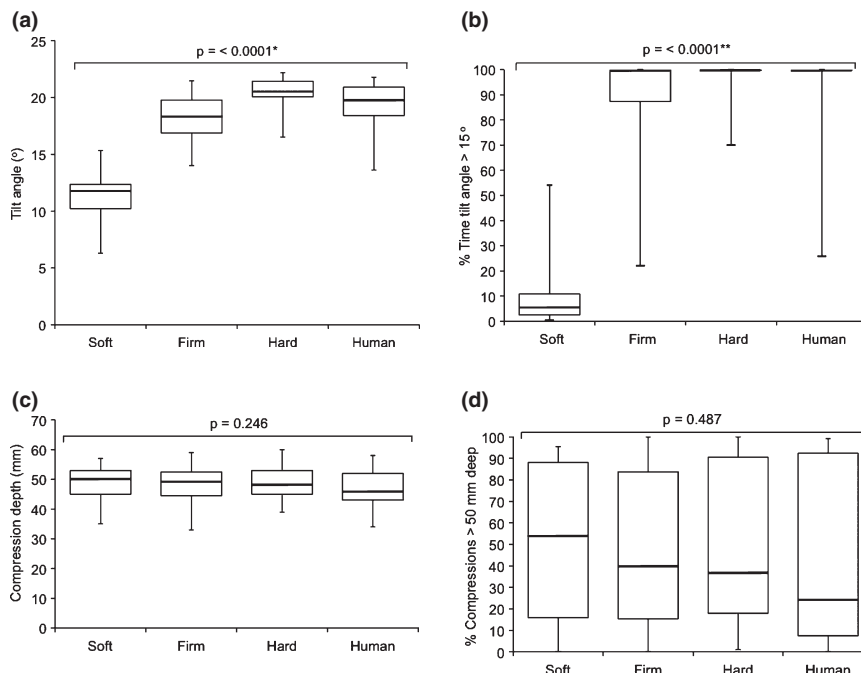 (a)
p = < 0.0001*
Tilt angle (o)
25
20
15
10
5
0
Soft Firm Hard Human
(b)
p = < 0.0001**
% Time tilt angle > 15o
100
90
80
70
60
50
40
30
20
10
0
Soft Firm Hard Human
(c)
p = 0.246
Compression depth (mm)
70
60
50
40
30
20
10
0
Soft Firm Hard Human
(d)
p = 0.487
% Compressions > 50 mm deep
100
90
80
70
60
50
40
30
20
10
0
Soft Firm Hard Human